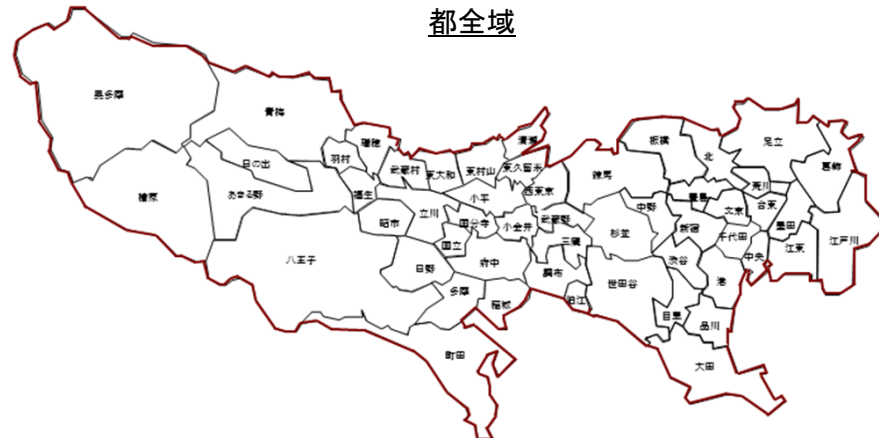 都全域
奥多摩
青梅
檜原
日の出
あきる野
羽村
瑞穂
福生
武蔵村
東大和
東村山
清瀬
東久留米
西東京
小平
立川
昭市
八王子
日野
国立
国分寺
小金井
武蔵野
三鷹
府中
調布
狛江
多摩
稲城
町田
練馬
板橋
北
足立
葛飾
荒川
豊島
文京
台東
墨田
江東
江戸川
中野
杉並
新宿
千代田
中央
渋谷
港
世田谷
目黒
品川
大田